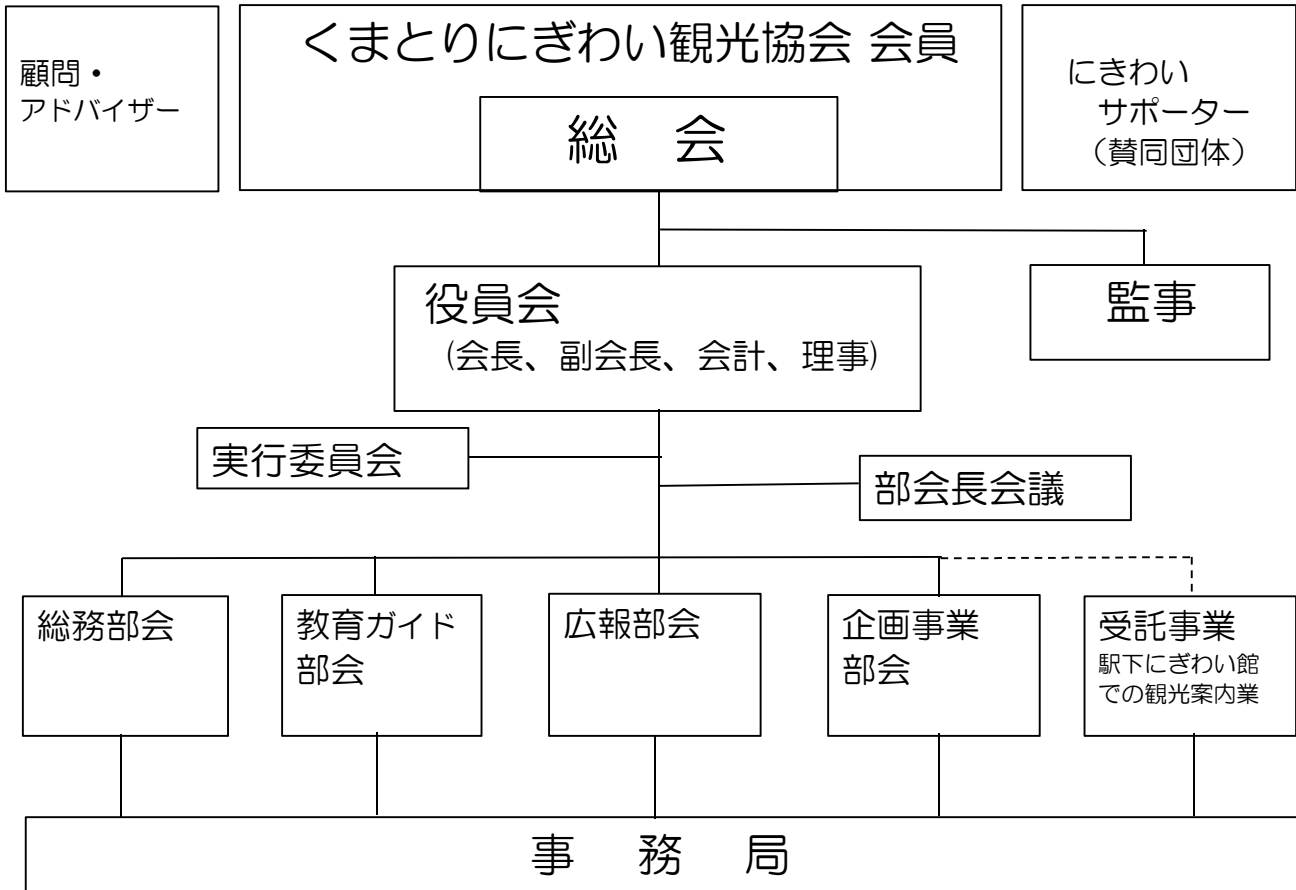 顧問・
アドバイザー
くまとりにぎわい観光協会 会員
総 会
にきわい
サポーター
（賛同団体）
役員会
(会長、副会長、会計、理事)
監事
実行委員会
部会長会議
総務部会
教育ガイド
部会
広報部会
企画事業
部会
受託事業
駅下にぎわい館
での観光案内業
事 務 局